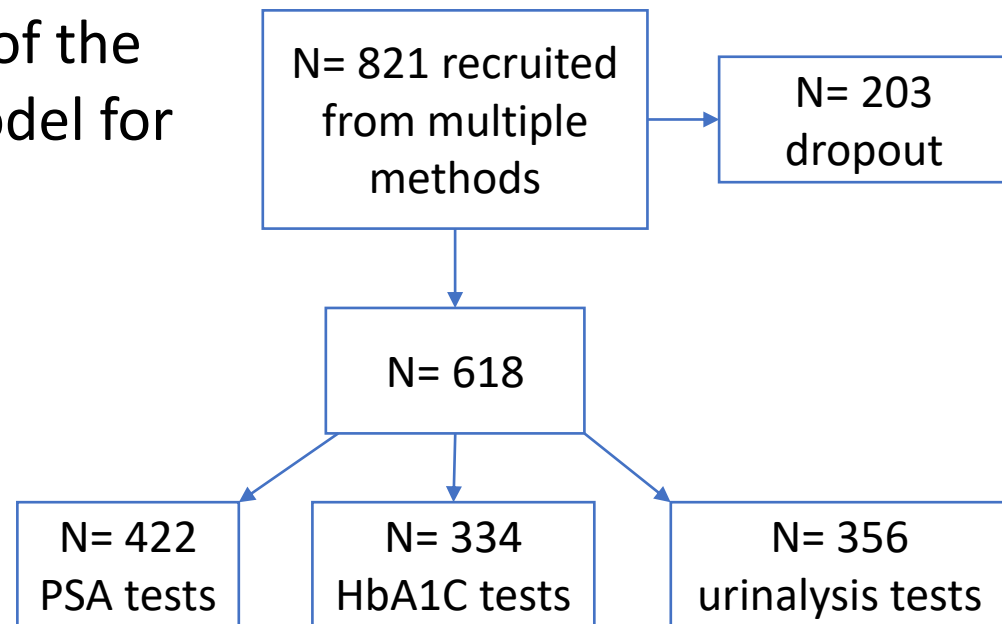 of the
odel for
N= 821 recruited
from multiple
methods
N= 203
dropout
N= 618
N= 422
PSA tests
N= 334
HbA1C tests
N= 356
urinalysis tests